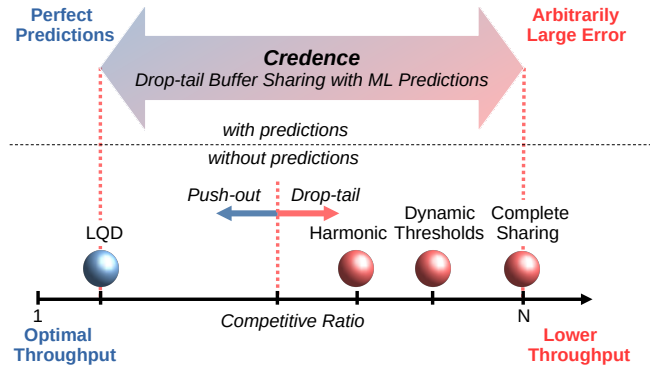 Perfect
Predictions
Arbitrarily
Large Error
Credence
Drop-tail Buffer Sharing with ML Predictions
with predictions
without predictions
Push-out
Drop-tail
LQD
Harmonic
Dynamic
Thresholds
Complete
Sharing
1
Competitive Ratio
N
Optimal
Throughput
Lower
Throughput